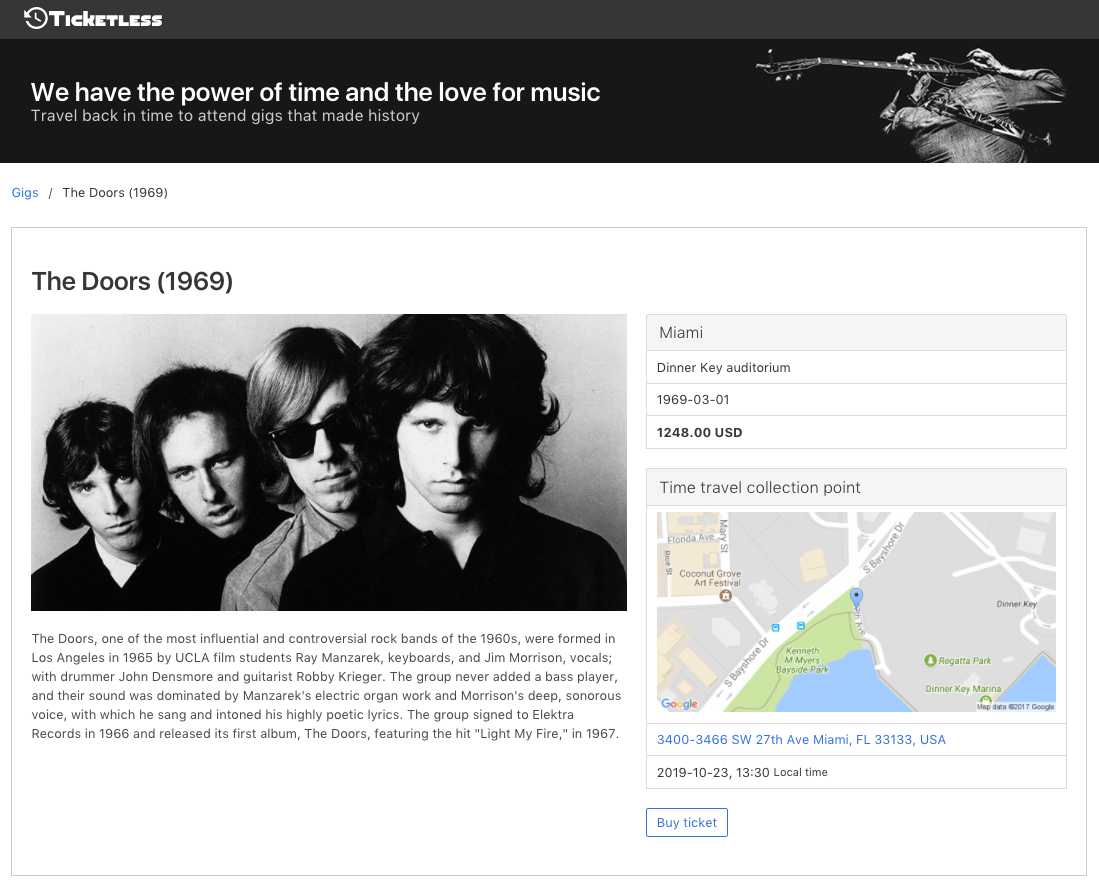 Ticketless
We have the power of time and the love for music
Travel back in time to attend gigs that made history
Gigs / The Doors (1969)
The Doors (1969)
Miami
Dinner Key auditorium
1969-03-01
1248.00 USD
Time travel collection point
Florida Ave
Mary St
Rice St
S Bayshore Dr
Coconut Grove
Art Festival
Dinner Key
7th Ave
S Bayshore Dr
Kenneth
M Myers
Bayside Park
Regatta Park
Dinner Key Marina
Google
Map data ©2017 Google
3400-3466 SW 27th Ave Miami, FL 33133, USA
2019-10-23, 13:30 Local time
Buy ticket
The Doors, one of the most influential and controversial rock bands of the 1960s, were formed in
Los Angeles in 1965 by UCLA film students Ray Manzarek, keyboards, and Jim Morrison, vocals;
with drummer John Densmore and guitarist Robby Krieger. The group never added a bass player,
and their sound was dominated by Manzarek's electric organ work and Morrison's deep, sonorous
voice, with which he sang and intoned his highly poetic lyrics. The group signed to Elektra
Records in 1966 and released its first album, The Doors, featuring the hit "Light My Fire," in 1967.